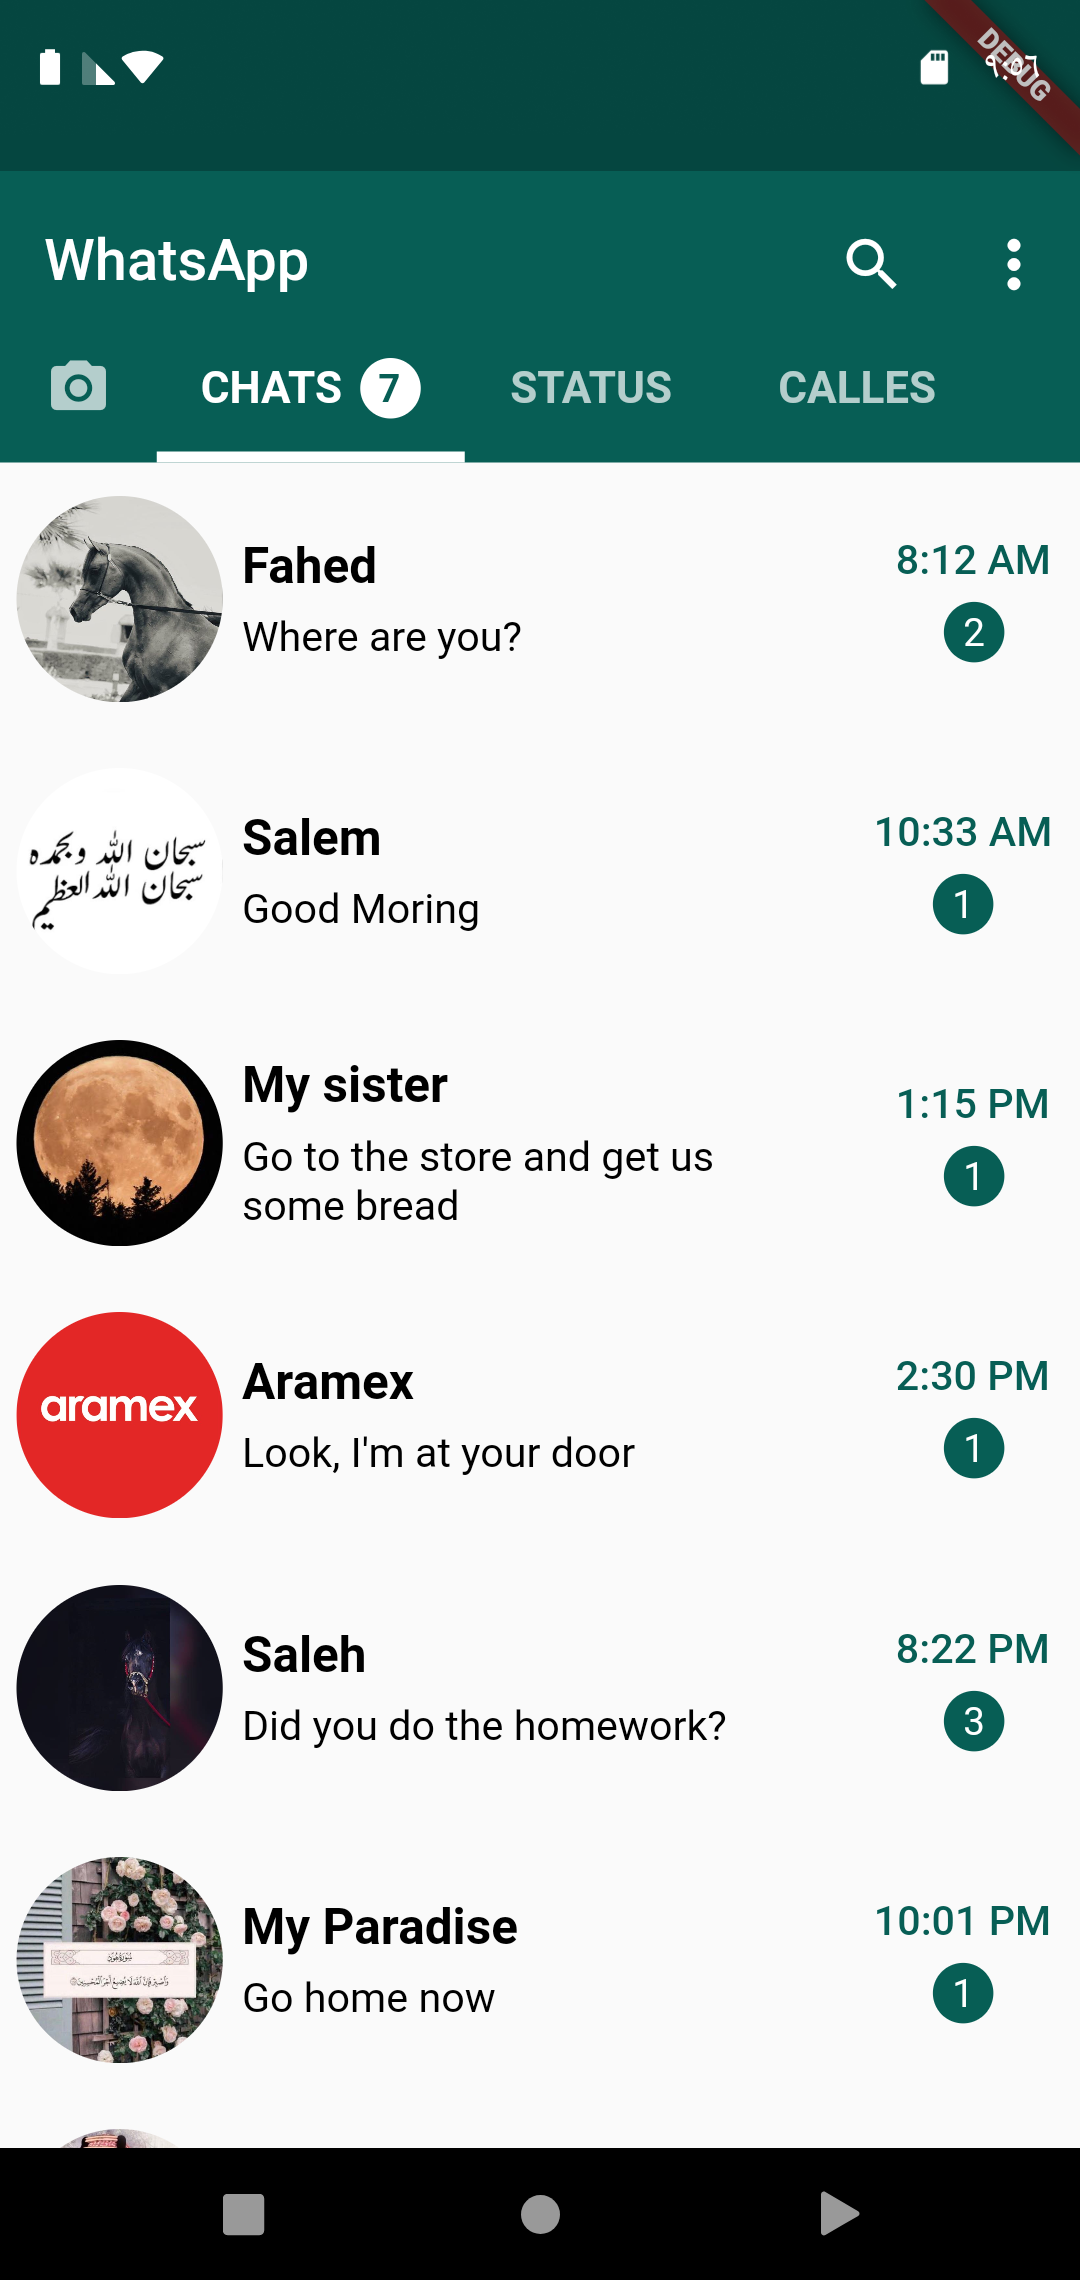 DEBUG
WhatsApp
CHATS 7 STATUS CALLES
Fahed
8:12 AM
Where are you?
2
سبحان الله وبحمده
سبحان الله العظيم
Salem
10:33 AM
Good Moring
1
My sister
1:15 PM
Go to the store and get us
some bread
1
aramex
Aramex
2:30 PM
Look, I'm at your door
1
Saleh
8:22 PM
Did you do the homework?
3
My Paradise
10:01 PM
Go home now
1